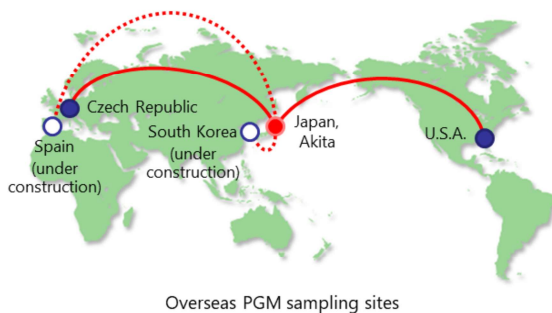 Czech Republic
Spain
(under
construction)
South Korea
(under
construction)
Japan,
Akita
U.S.A.
Overseas PGM sampling sites